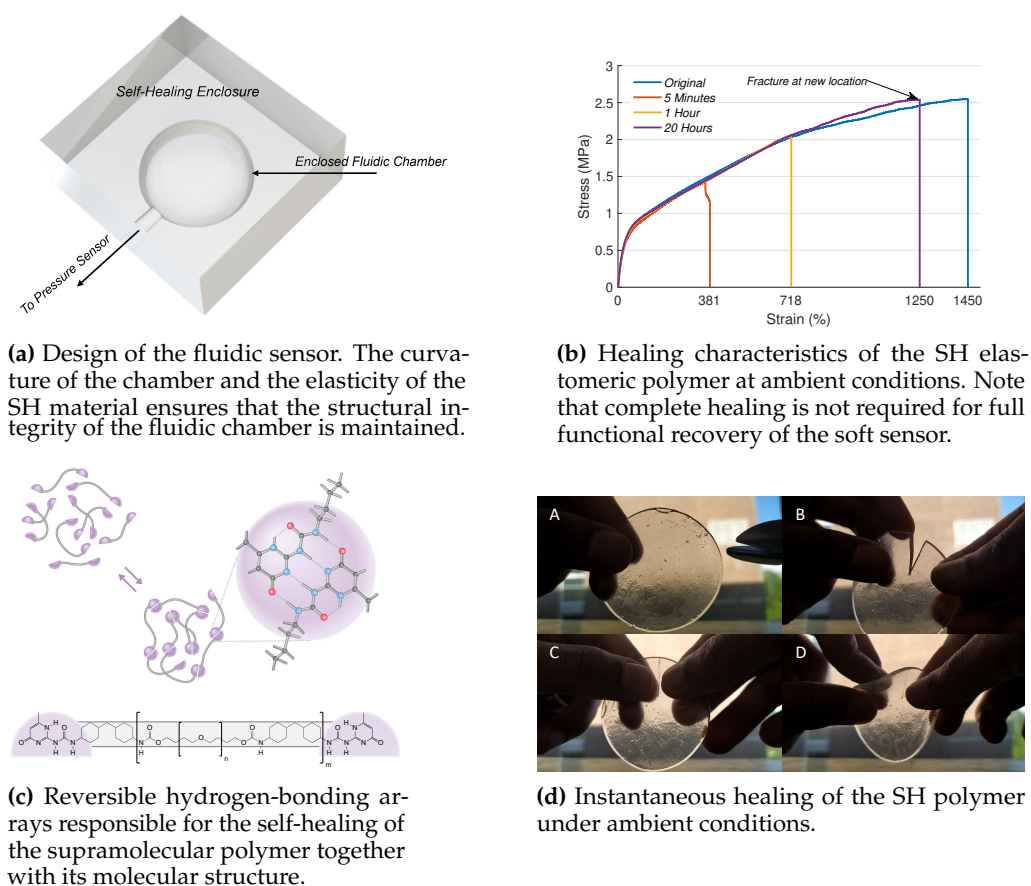 Self-Healing Enclosure
Enclosed Fluidic Chamber
To Pressure Sensor
(a) Design of the fluidic sensor. The curva-
ture of the chamber and the elasticity of the
SH material ensures that the structural in-
tegrity of the fluidic chamber is maintained.
3
2.5
2
1.5
1
0.5
0
Stress (MPa)
Original
5 Minutes
1 Hour
20 Hours
Fracture at new location
0 381 718 1250 1450
Strain (%)
(b) Healing characteristics of the SH elas-
tomeric polymer at ambient conditions. Note
that complete healing is not required for full
functional recovery of the soft sensor.
N H O
O N N N
H H
O
N O O O N
H H
n
O
m
O H N
N N N O
H H
(c) Reversible hydrogen-bonding ar-
rays responsible for the self-healing of
the supramolecular polymer together
with its molecular structure.
A B
C D
(d) Instantaneous healing of the SH polymer
under ambient conditions.